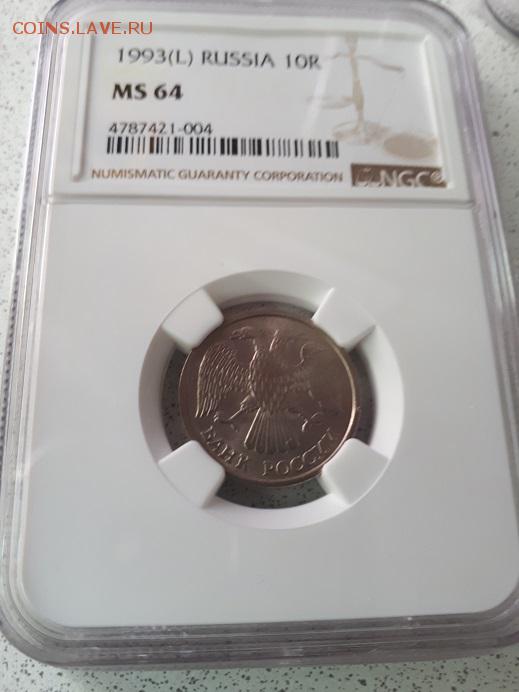 COINS.LAVE.RU
1993(L) RUSSIA 10R
MS 64
4787421-004
NUMISMATIC GUARANTY CORPORATION
NGC®
БАНК РОССИИ